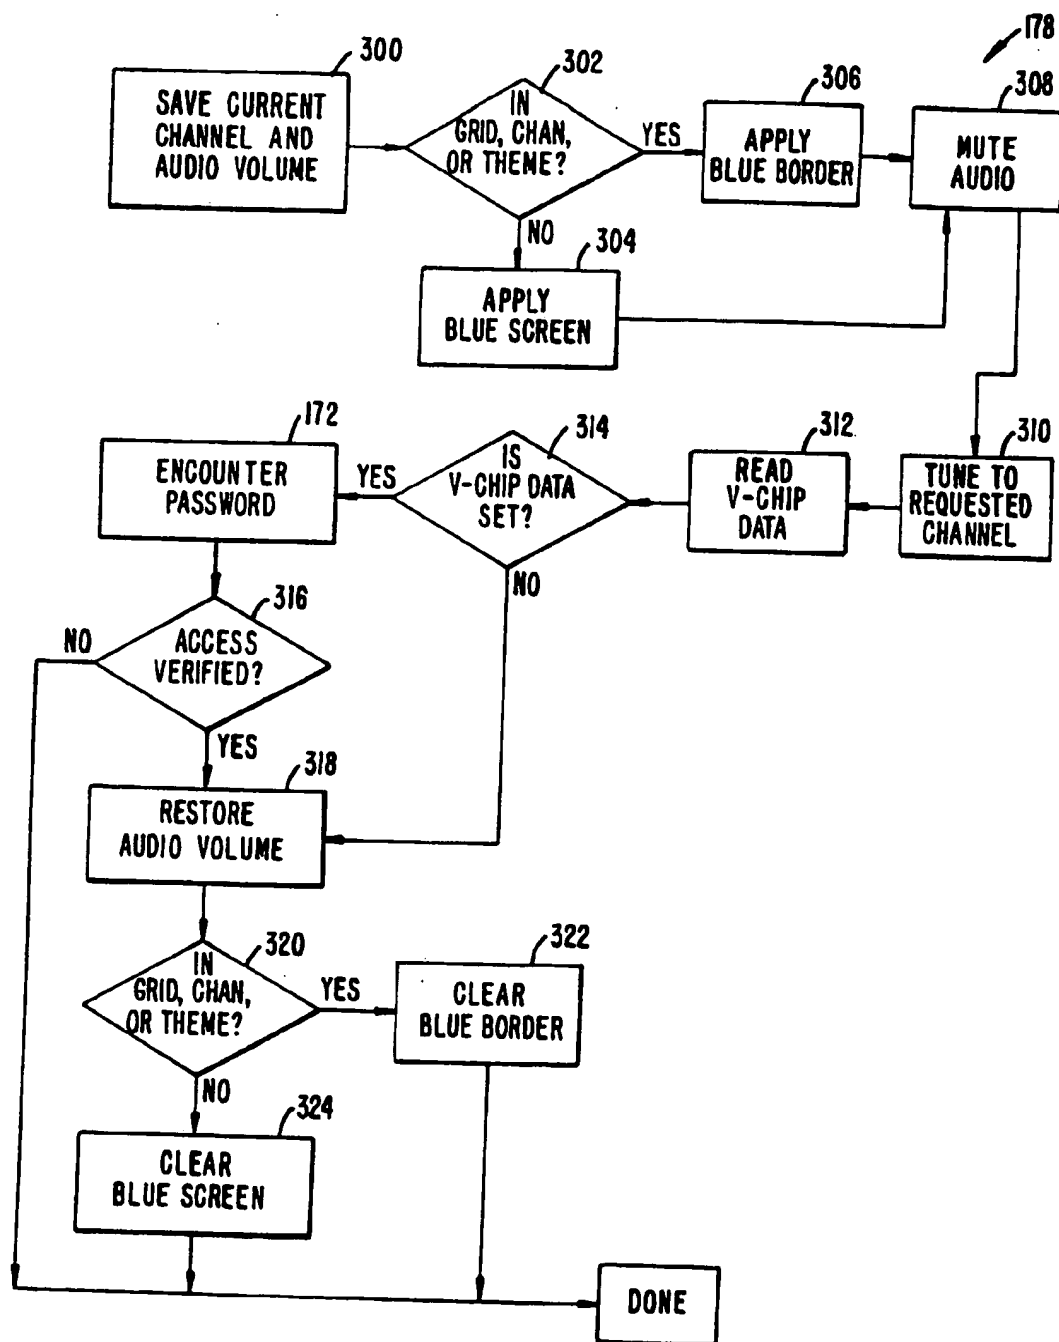 178
300
SAVE CURRENT
CHANNEL AND
AUDIO VOLUME
302
IN
GRID, CHAN,
OR THEME?
YES
306
APPLY
BLUE BORDER
308
MUTE
AUDIO
NO
304
APPLY
BLUE SCREEN
310
TUNE TO
REQUESTED
CHANNEL
312
READ
V-CHIP
DATA
314
IS
V-CHIP DATA
SET?
YES
NO
172
ENCOUNTER
PASSWORD
316
ACCESS
VERIFIED?
NO
YES
318
RESTORE
AUDIO VOLUME
320
IN
GRID, CHAN,
OR THEME?
YES
322
CLEAR
BLUE BORDER
NO
324
CLEAR
BLUE SCREEN
DONE